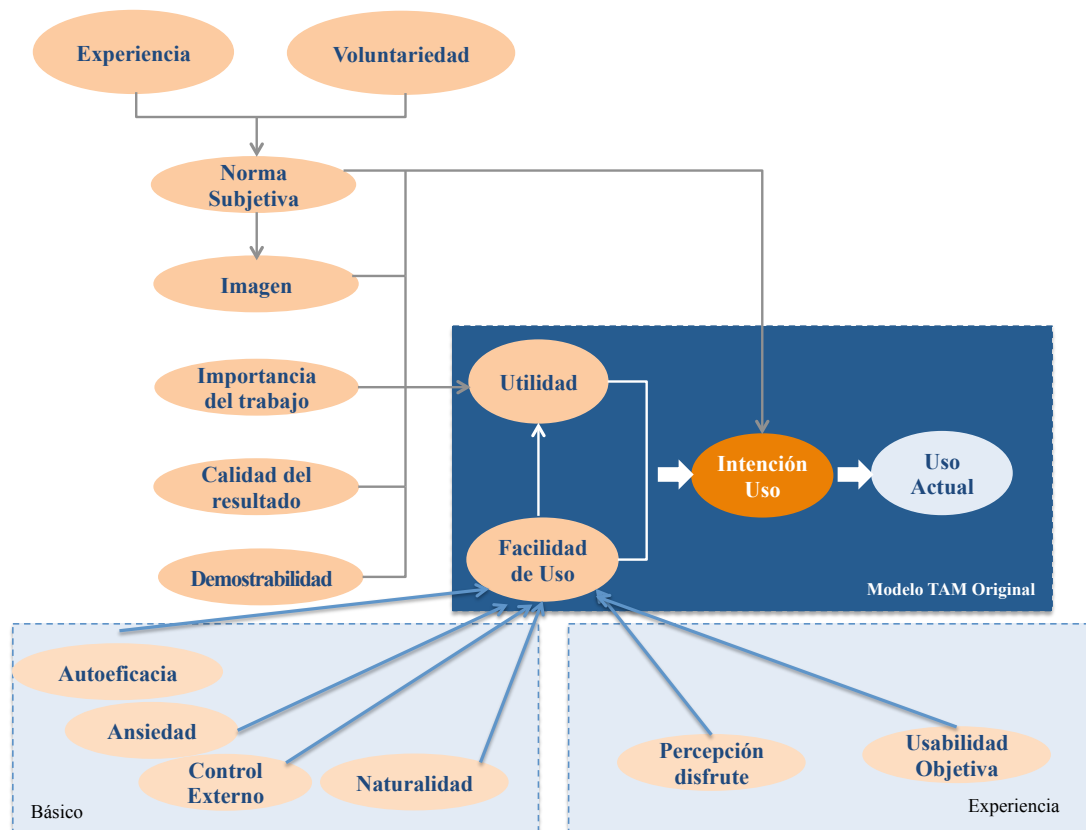 Experiencia
Voluntariedad
Norma
Subjetiva
Imagen
Importancia
del trabajo
Utilidad
Calidad del
resultado
Intención
Uso
Uso
Actual
Demostrabilidad
Facilidad
de Uso
Modelo TAM Original
Autoeficacia
Ansiedad
Control
Externo
Naturalidad
Básico
Percepción
disfrute
Usabilidad
Objetiva
Experiencia